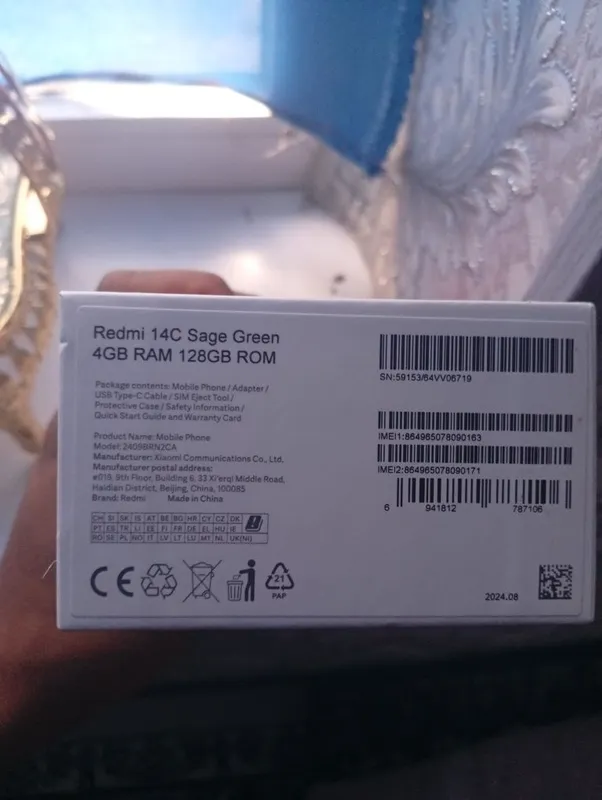 Redmi 14C Sage Green
4GB RAM 128GB ROM
Package contents: Mobile Phone / Adapter /
USB Type-C Cable / SIM Eject Tool /
Protective Case / Safety Information /
Quick Start Guide and Warranty Card
Product Name: Mobile Phone
Model: 2409BRN2CA
Manufacturer: Xiaomi Communications Co., Ltd.
Manufacturer postal address:
#019, 9th Floor, Building 6, 33 Xi'erqi Middle Road,
Haidian District, Beijing, China, 100085
Brand: Redmi Made in China
CH SI SK IS AT BE BG HR CY CZ DK
PT ES TR LI EE FI FR DE EL HU IE
RO SE PL NO IT LV LT LU MT NL UK(NI)
CE
21
PAP
SN:59153/64VV06719
IMEI1:864965078090163
IMEI2:864965078090171
6 941812 787106
2024.08